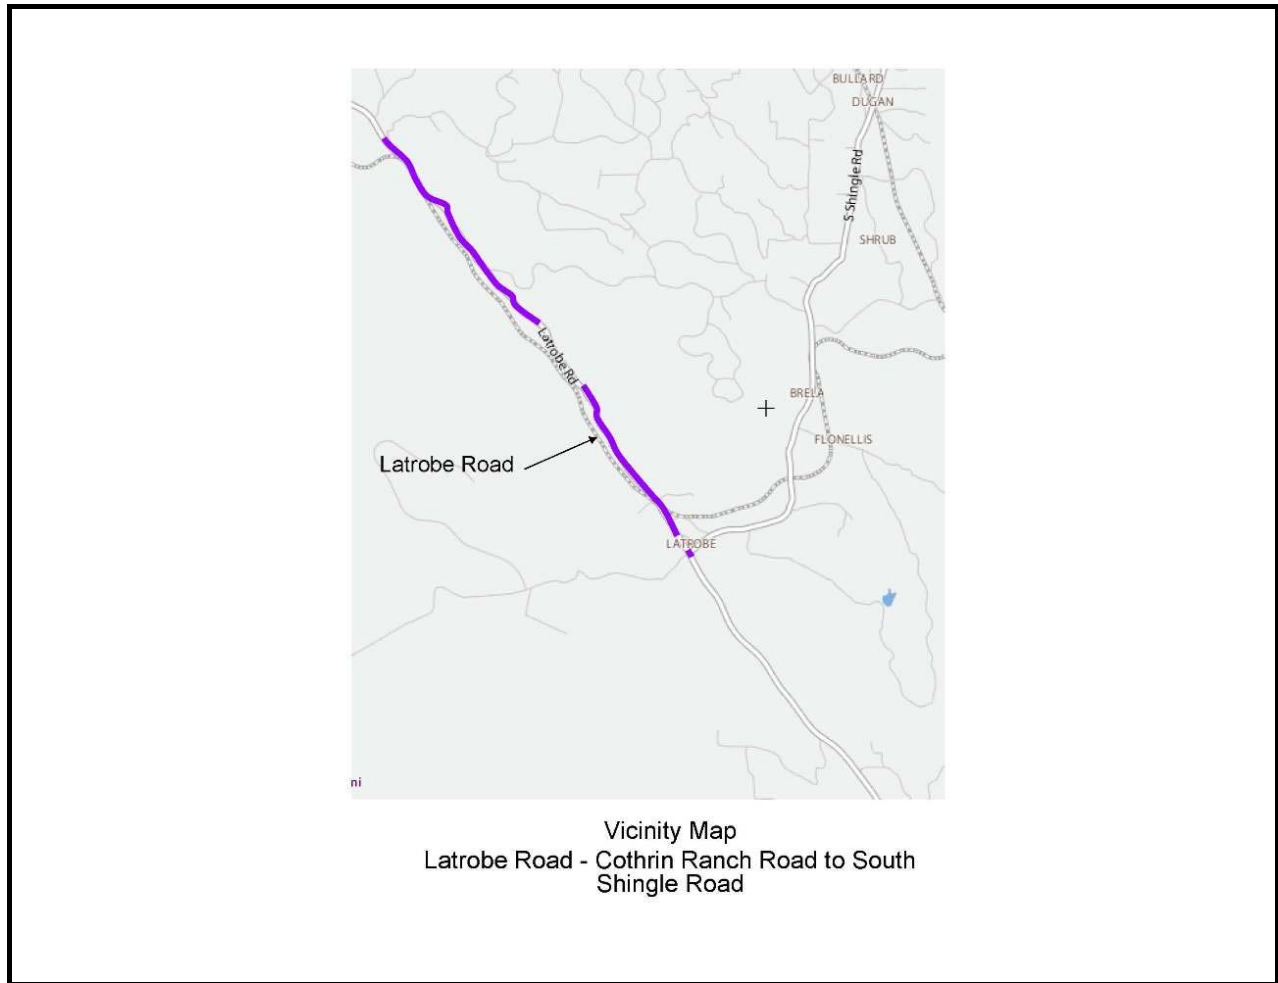 BULLARD
DUGAN
S Shingle Rd
SHRUB
Latrobe Rd
BRELA
FLONELLIS
Latrobe Road
LATROBE
ni
Vicinity Map
Latrobe Road - Cothrin Ranch Road to South
Shingle Road